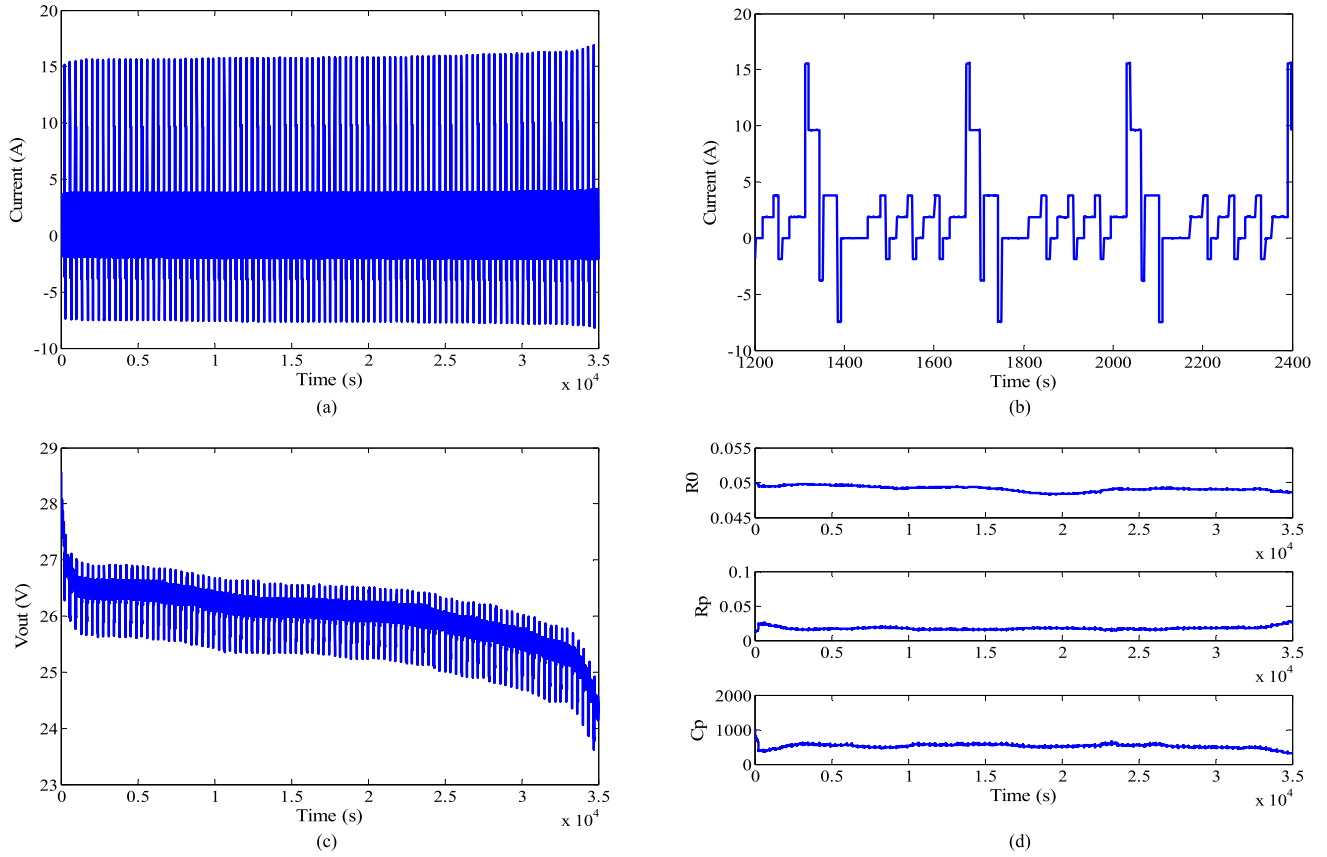 20
15
10
5
0
-5
-10
Current (A)
0 0.5 1 1.5 2 2.5 3 3.5
Time (s)
x 10^4
(a)
20
15
10
5
0
-5
-10
Current (A)
1200 1400 1600 1800 2000 2200 2400
Time (s)
(b)
29
28
27
26
25
24
23
Vout (V)
0 0.5 1 1.5 2 2.5 3 3.5
Time (s)
x 10^4
(c)
0.055
0.05
0.045
R0
0 0.5 1 1.5 2 2.5 3 3.5
x 10^4
0.1
0.05
0
Rp
0 0.5 1 1.5 2 2.5 3 3.5
x 10^4
2000
1000
0
Cp
0 0.5 1 1.5 2 2.5 3 3.5
Time (s)
x 10^4
(d)